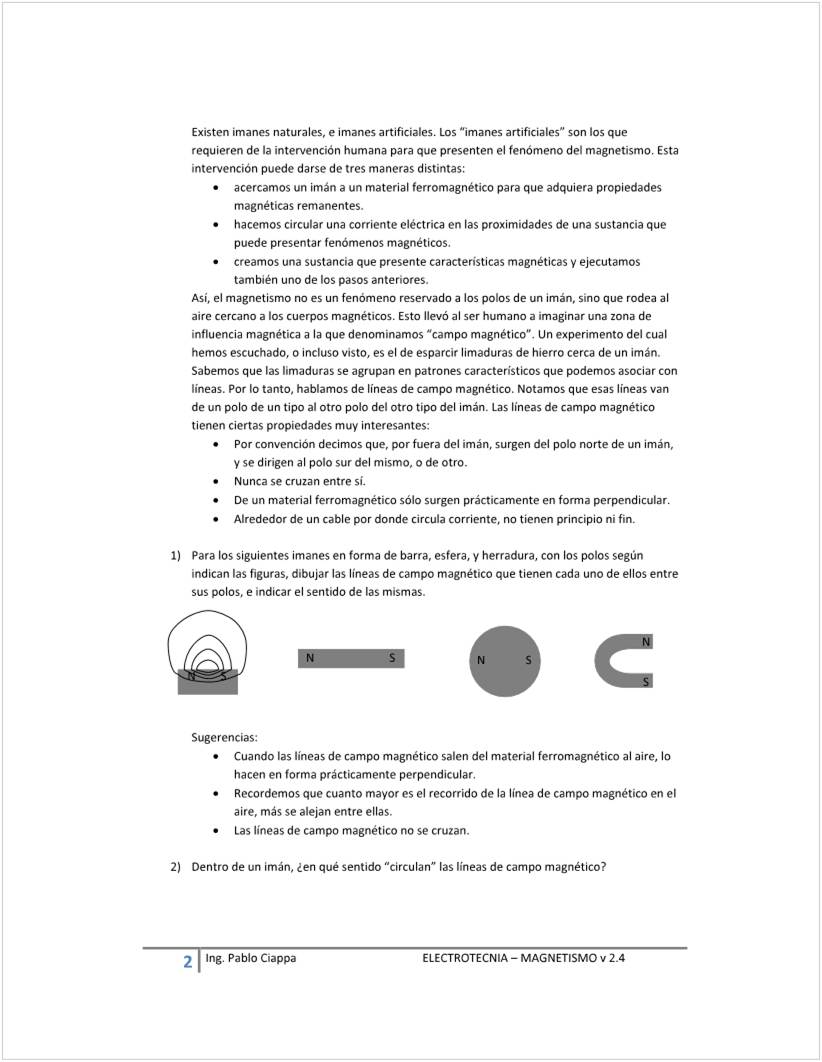 Existen imanes naturales, e imanes artificiales. Los “imanes artificiales” son los que
requieren de la intervención humana para que presenten el fenómeno del magnetismo. Esta
intervención puede darse de tres maneras distintas:
• acercamos un imán a un material ferromagnético para que adquiera propiedades
magnéticas remanentes.
• hacemos circular una corriente eléctrica en las proximidades de una sustancia que
puede presentar fenómenos magnéticos.
• creamos una sustancia que presente características magnéticas y ejecutamos
también uno de los pasos anteriores.
Así, el magnetismo no es un fenómeno reservado a los polos de un imán, sino que rodea al
aire cercano a los cuerpos magnéticos. Esto llevó al ser humano a imaginar una zona de
influencia magnética a la que denominamos “campo magnético”. Un experimento del cual
hemos escuchado, o incluso visto, es el de esparcir limaduras de hierro cerca de un imán.
Sabemos que las limaduras se agrupan en patrones característicos que podemos asociar con
líneas. Por lo tanto, hablamos de líneas de campo magnético. Notamos que esas líneas van
de un polo de un tipo al otro polo del otro tipo del imán. Las líneas de campo magnético
tienen ciertas propiedades muy interesantes:
• Por convención decimos que, por fuera del imán, surgen del polo norte de un imán,
y se dirigen al polo sur del mismo, o de otro.
• Nunca se cruzan entre sí.
• De un material ferromagnético sólo surgen prácticamente en forma perpendicular.
• Alrededor de un cable por donde circula corriente, no tienen principio ni fin.
1) Para los siguientes imanes en forma de barra, esfera, y herradura, con los polos según
indican las figuras, dibujar las líneas de campo magnético que tienen cada uno de ellos entre
sus polos, e indicar el sentido de las mismas.
N S
N S
N S
N
S
Sugerencias:
• Cuando las líneas de campo magnético salen del material ferromagnético al aire, lo
hacen en forma prácticamente perpendicular.
• Recordemos que cuanto mayor es el recorrido de la línea de campo magnético en el
aire, más se alejan entre ellas.
• Las líneas de campo magnético no se cruzan.
2) Dentro de un imán, ¿en qué sentido “circulan” las líneas de campo magnético?
2 Ing. Pablo Ciappa ELECTROTECNIA – MAGNETISMO v 2.4